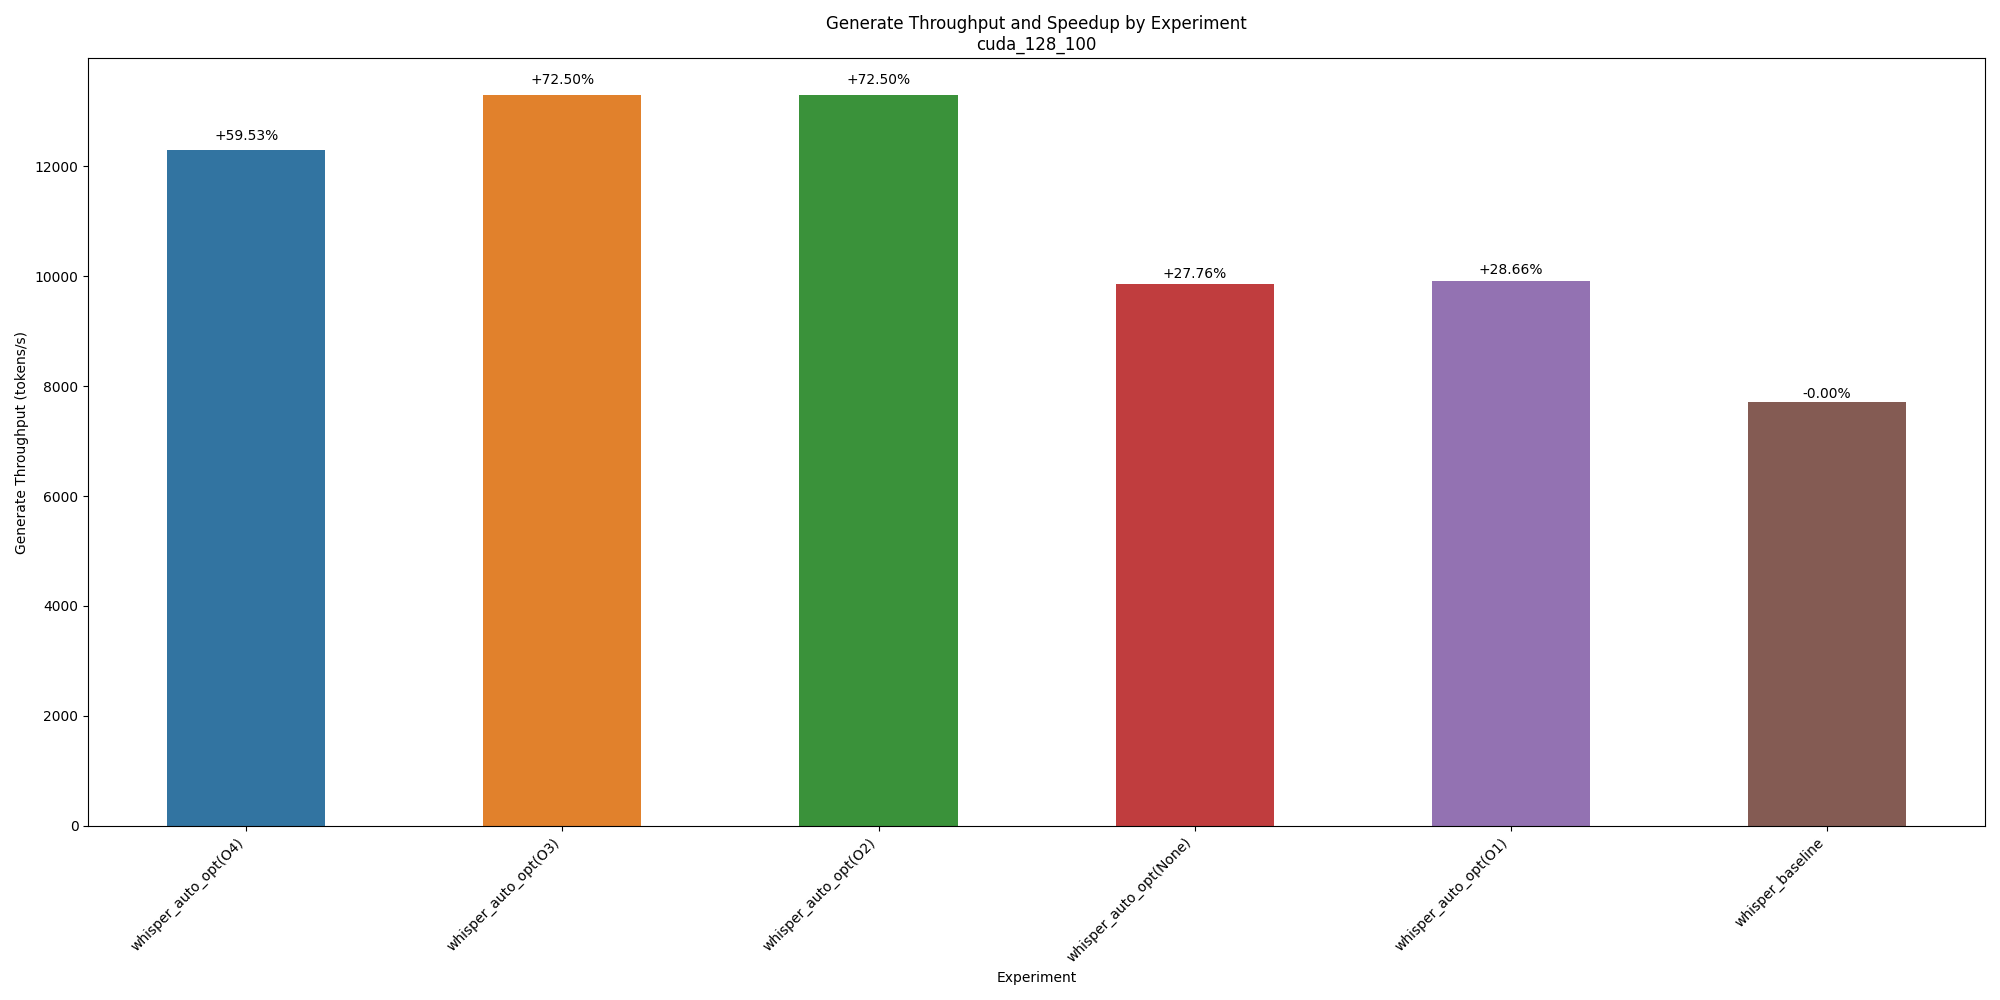 Generate Throughput and Speedup by Experiment
cuda_128_100
+59.53%
+72.50%
+72.50%
+27.76%
+28.66%
-0.00%
Generate Throughput (tokens/s)
12000
10000
8000
6000
4000
2000
0
whisper_auto_opt(O4)
whisper_auto_opt(O3)
whisper_auto_opt(O2)
whisper_auto_opt(None)
whisper_auto_opt(O1)
whisper_baseline
Experiment